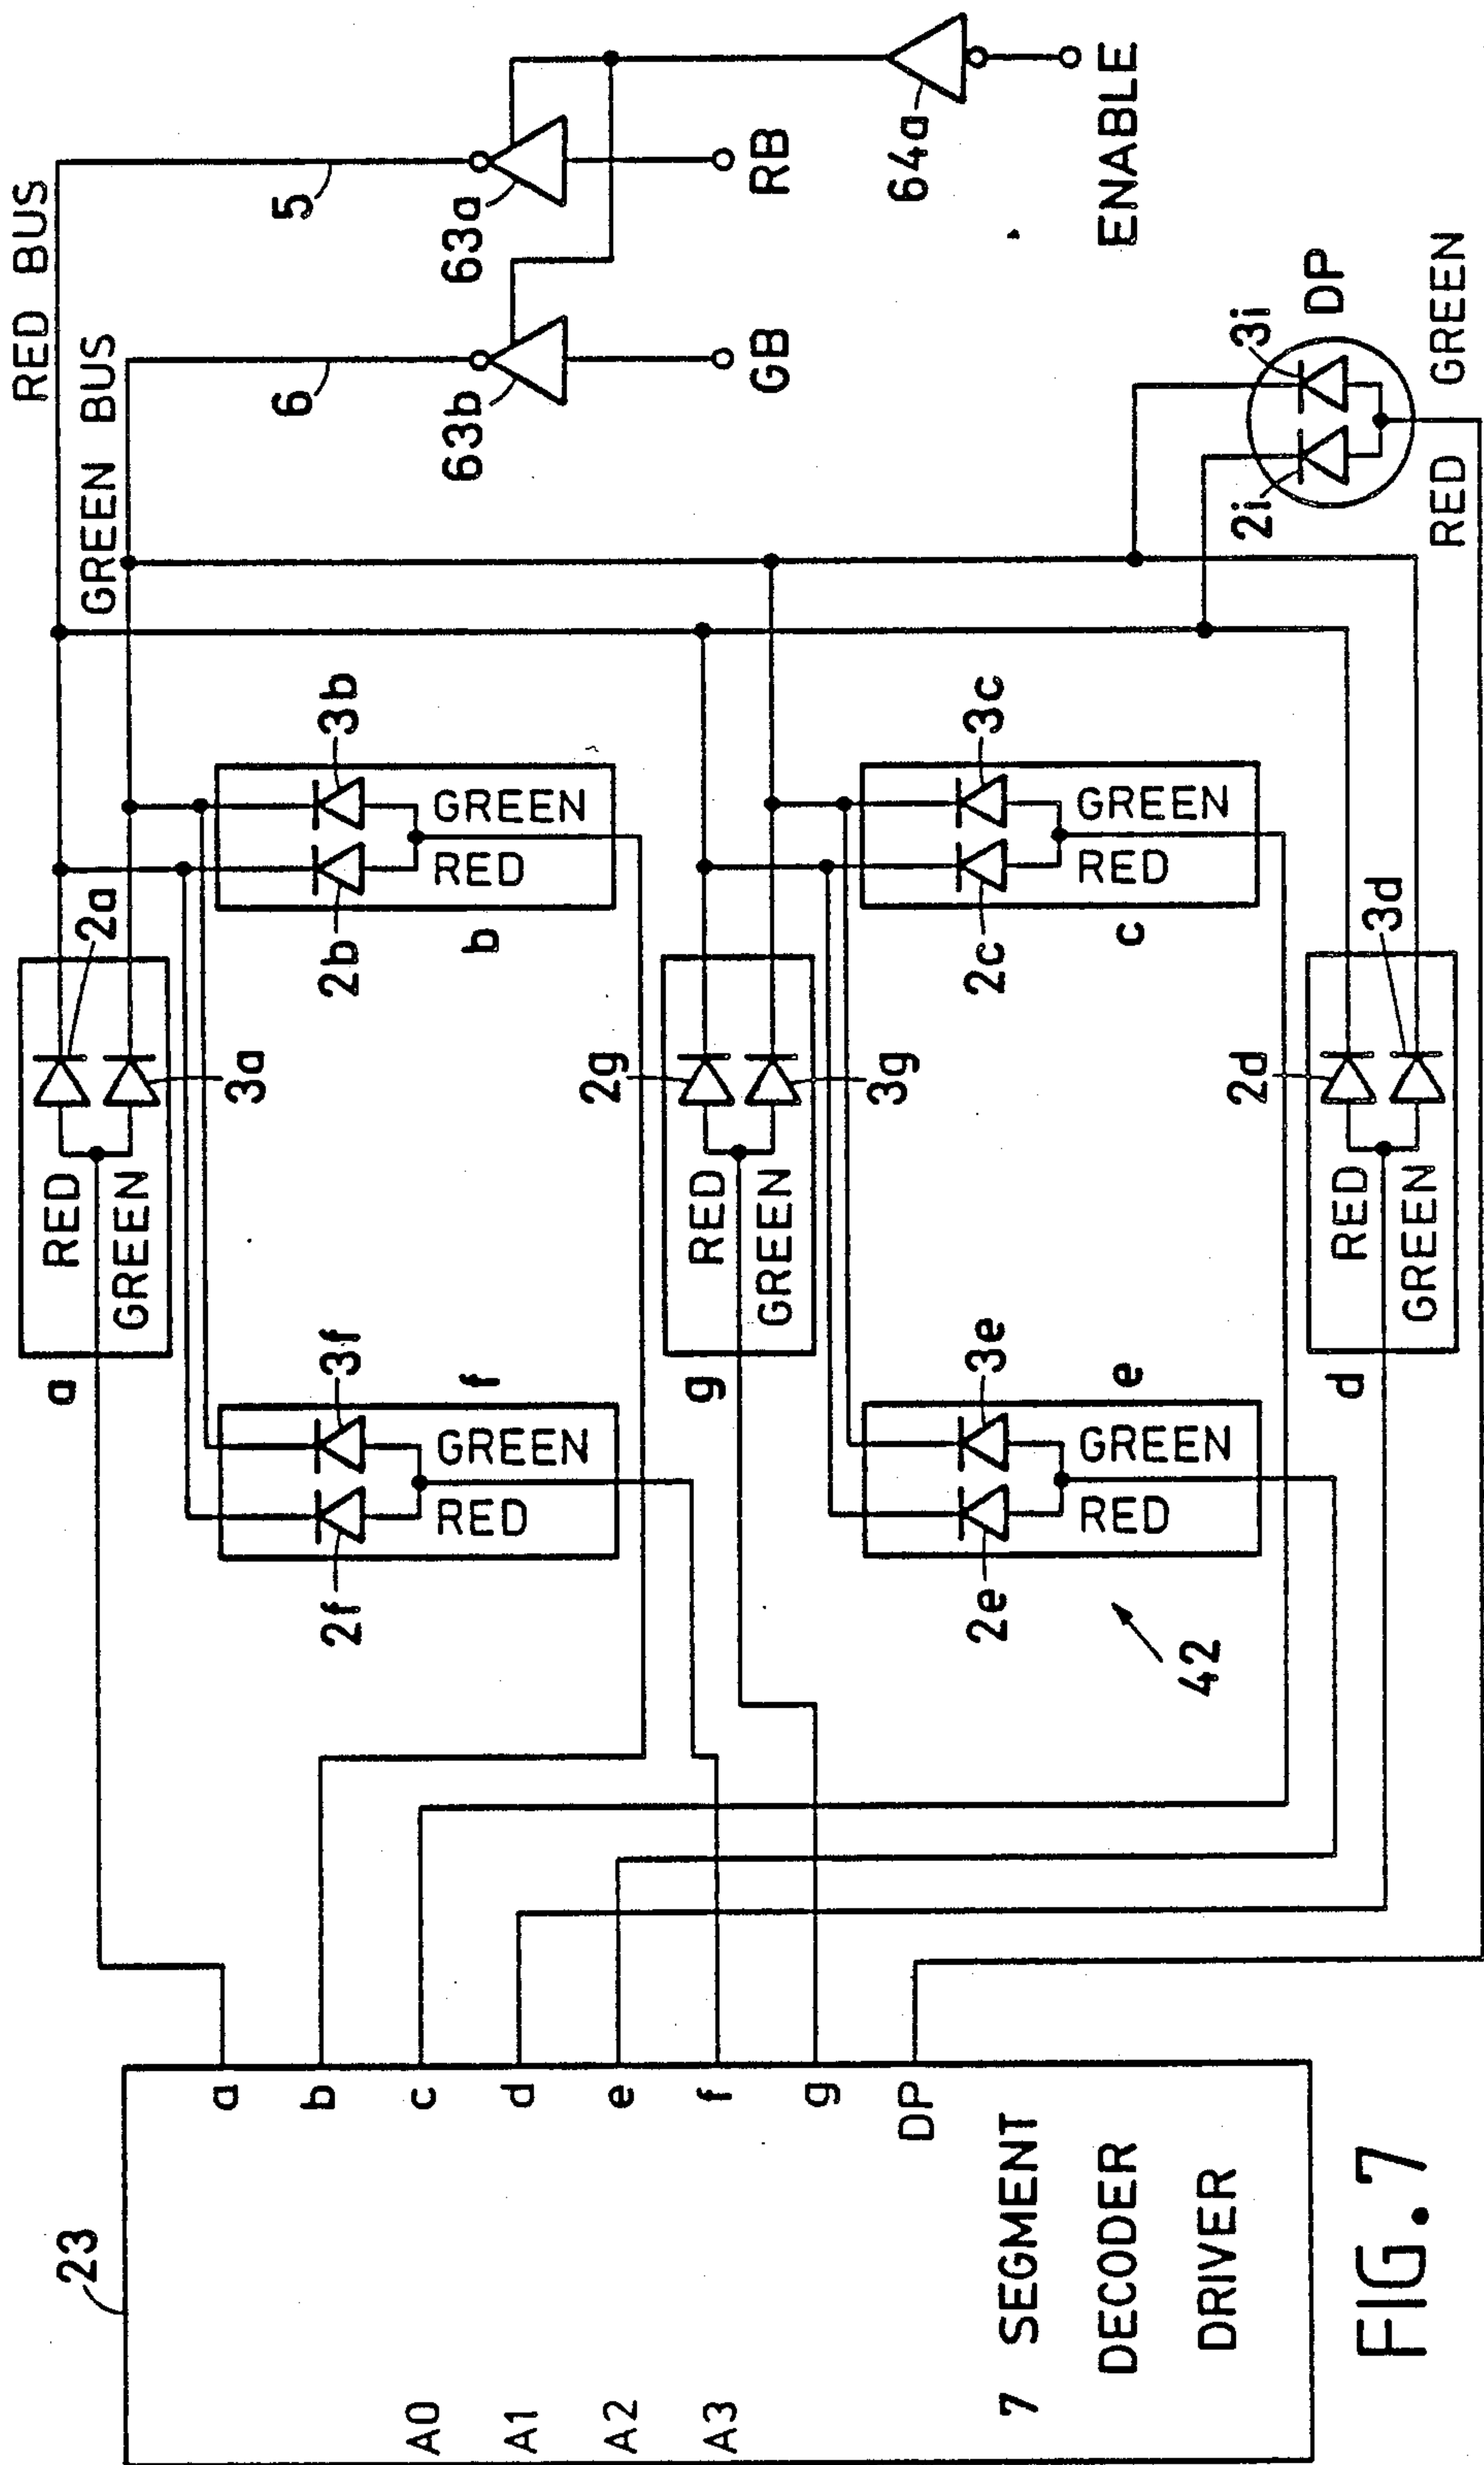 23
A0
A1
A2
A3
a
b
c
d
e
f
g
DP
7 SEGMENT
DECODER
DRIVER
a
RED
GREEN
2a
3a
2f
3f
RED
GREEN
f
2b
3b
RED
GREEN
b
g
RED
GREEN
2g
3g
2e
3e
RED
GREEN
e
42
2c
3c
RED
GREEN
c
d
RED
GREEN
2d
3d
RED BUS
GREEN BUS
5
6
63a
63b
RB
GB
64a
ENABLE
2i
3i
DP
RED
GREEN
FIG. 7